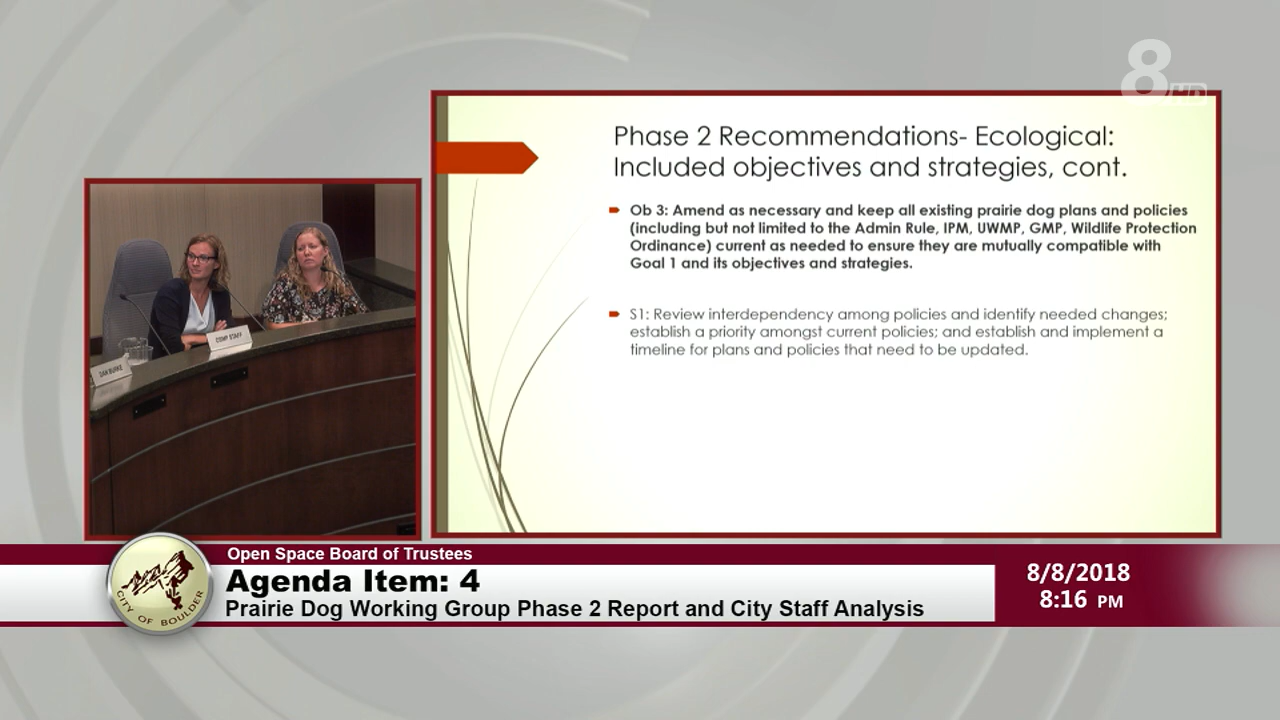 8 HD
Phase 2 Recommendations- Ecological:
Included objectives and strategies, cont.
Ob 3: Amend as necessary and keep all existing prairie dog plans and policies
(including but not limited to the Admin Rule, IPM, UWMP, GMP, Wildlife Protection
Ordinance) current as needed to ensure they are mutually compatible with
Goal 1 and its objectives and strategies.
S1: Review interdependency among policies and identify needed changes;
establish a priority amongst current policies; and establish and implement a
timeline for plans and policies that need to be updated.
COMP STAFF
DAN BURKE
Open Space Board of Trustees
Agenda Item: 4
Prairie Dog Working Group Phase 2 Report and City Staff Analysis
CITY OF BOULDER
8/8/2018
8:16 PM